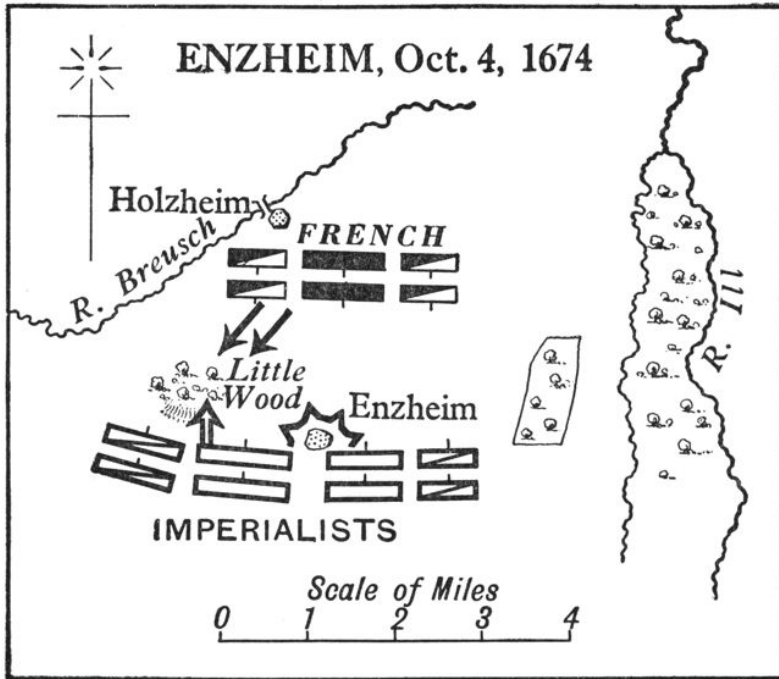 ENZHEIM, Oct. 4, 1674
Holzheim
FRENCH
R. Breusch
R. Ill
Little
Wood
Enzheim
IMPERIALISTS
Scale of Miles
0 1 2 3 4